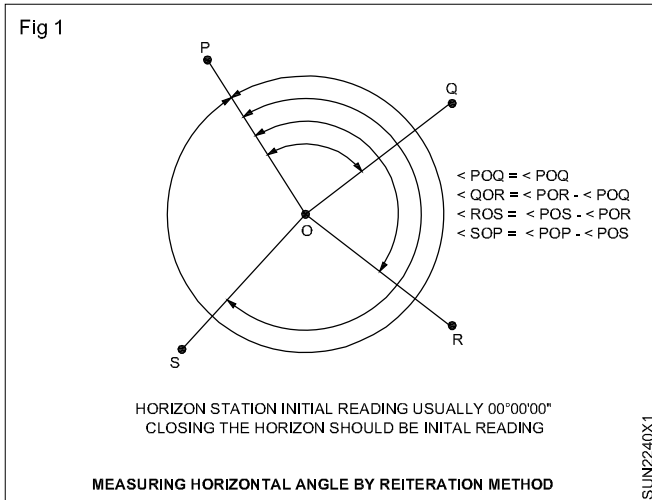 Fig 1
P
Q
< POQ = < POQ
< QOR = < POR - < POQ
< ROS = < POS - < POR
< SOP = < POP - < POS
O
R
S
HORIZON STATION INITIAL READING USUALLY 00°00'00"
CLOSING THE HORIZON SHOULD BE INITAL READING
MEASURING HORIZONTAL ANGLE BY REITERATION METHOD
SUN2240X1